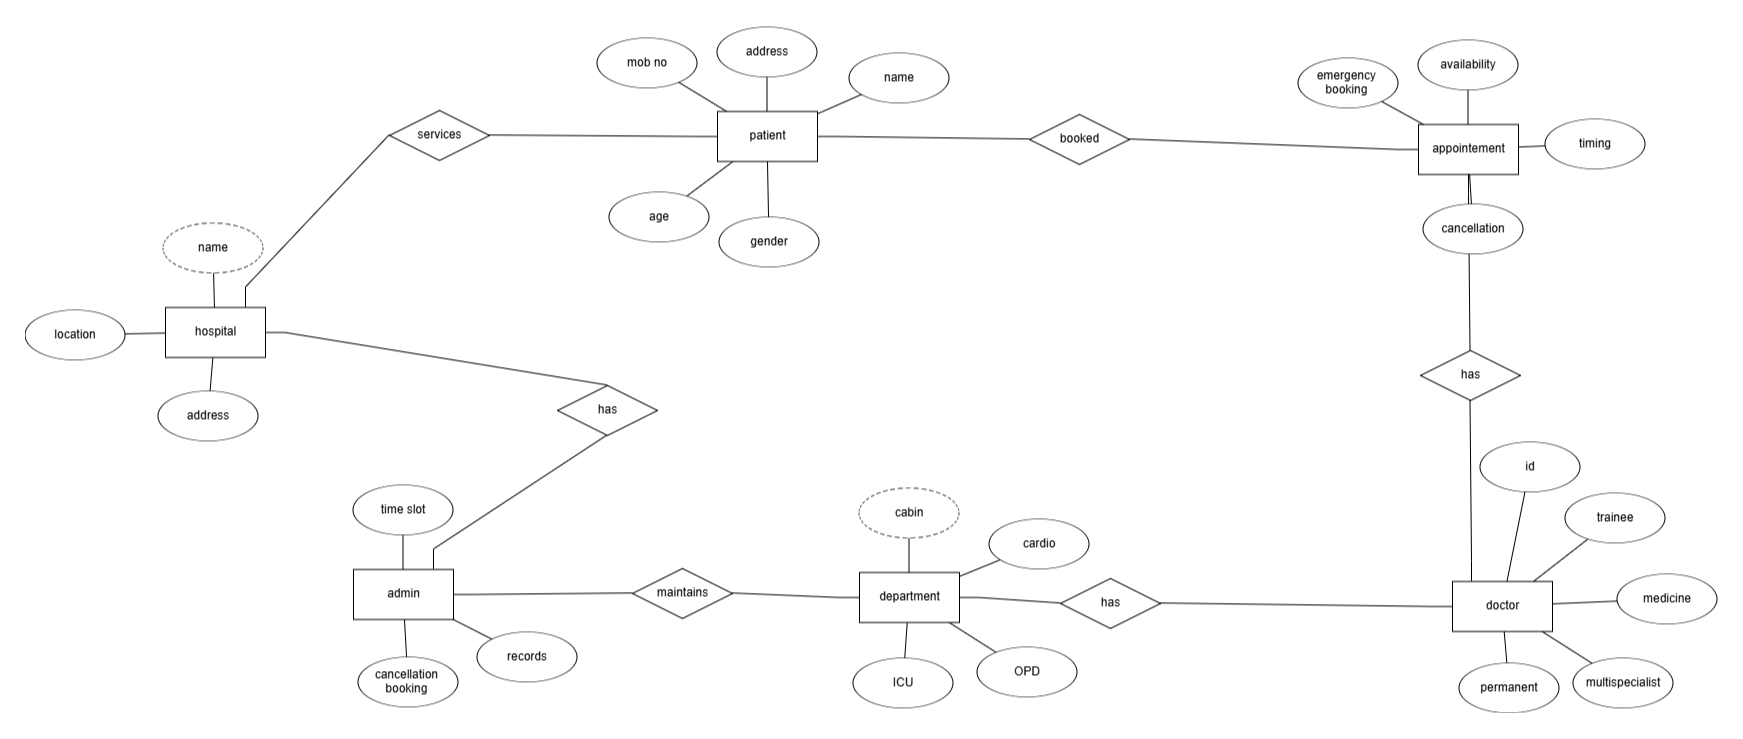 address
mob no
name
emergency
booking
availability
services
patient
booked
appointement
timing
age
gender
cancellation
name
location
hospital
address
has
has
id
time slot
cabin
cardio
trainee
admin
maintains
department
has
doctor
medicine
cancellation
booking
records
ICU
OPD
permanent
multispecialist